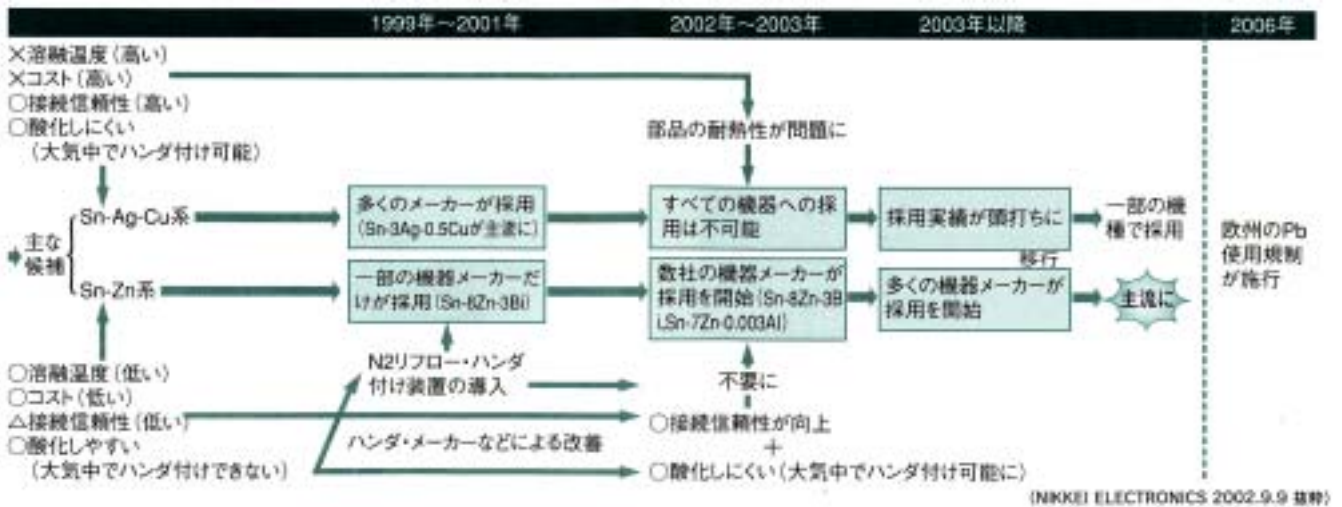 1999年～2001年
2002年～2003年
2003年以降
2006年
×溶融温度（高い）
×コスト（高い）
○接続信頼性（高い）
○酸化しにくい
（大気中でハンダ付け可能）
部品の耐熱性が問題に
主な
候補
Sn-Ag-Cu系
多くのメーカーが採用
（Sn-3Ag-0.5Cuが主流に）
すべての機器への採
用は不可能
採用実績が頭打ちに
一部の機
種で採用
移行
Sn-Zn系
一部の機器メーカーだ
けが採用（Sn-8Zn-3Bi）
数社の機器メーカーが
採用を開始（Sn-8Zn-3B
i,Sn-7Zn-0.003Al）
多くの機器メーカーが
採用を開始
主流に
欧州のPb
使用規制
が施行
○溶融温度（低い）
○コスト（低い）
△接続信頼性（低い）
○酸化しやすい
（大気中でハンダ付けできない）
N2リフロー・ハンダ
付け装置の導入
不要に
ハンダ・メーカーなどによる改善
○接続信頼性が向上
＋
○酸化しにくい（大気中でハンダ付け可能に）
（NIKKEI ELECTRONICS 2002.9.9 抜粋）